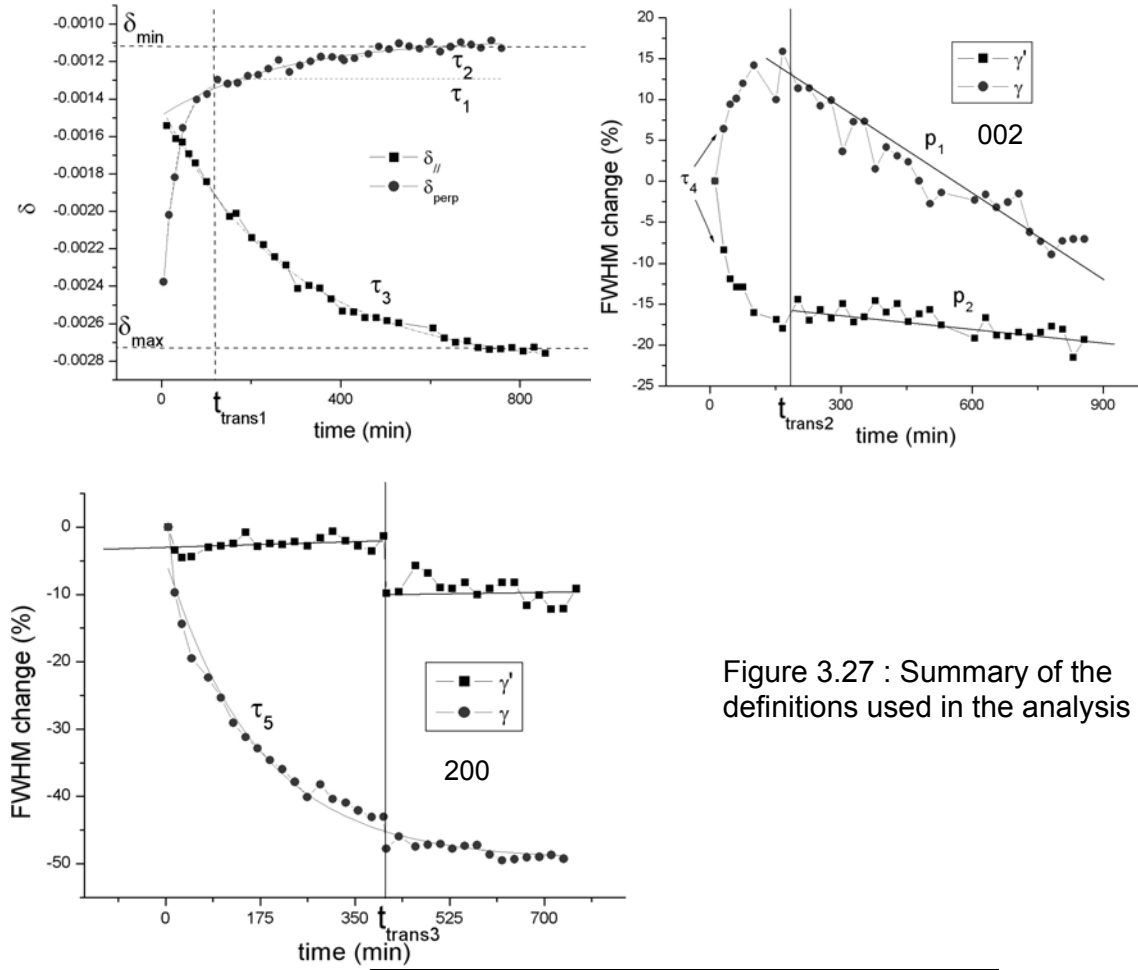 -0.0010
-0.0012
-0.0014
-0.0016
-0.0018
-0.0020
-0.0022
-0.0024
-0.0026
-0.0028
δ
δmin
δmax
τ2
τ1
τ3
δ//
δperp
0
400
800
ttrans1
time (min)
20
15
10
5
0
-5
-10
-15
-20
-25
FWHM change (%)
γ'
γ
002
p1
τ4
p2
0
300
600
900
ttrans2
time (min)
0
-10
-20
-30
-40
-50
FWHM change (%)
τ5
γ'
γ
200
0
175
350
525
700
ttrans3
time (min)
Figure 3.27 : Summary of the
definitions used in the analysis